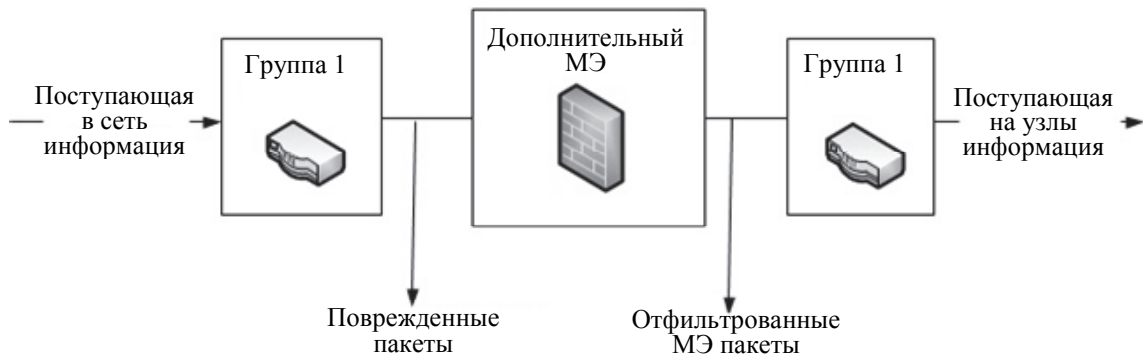 Поступающая
в сеть
информация
Группа 1
Дополнительный
МЭ
Группа 1
Поступающая
на узлы
информация
Поврежденные
пакеты
Отфильтрованные
МЭ пакеты